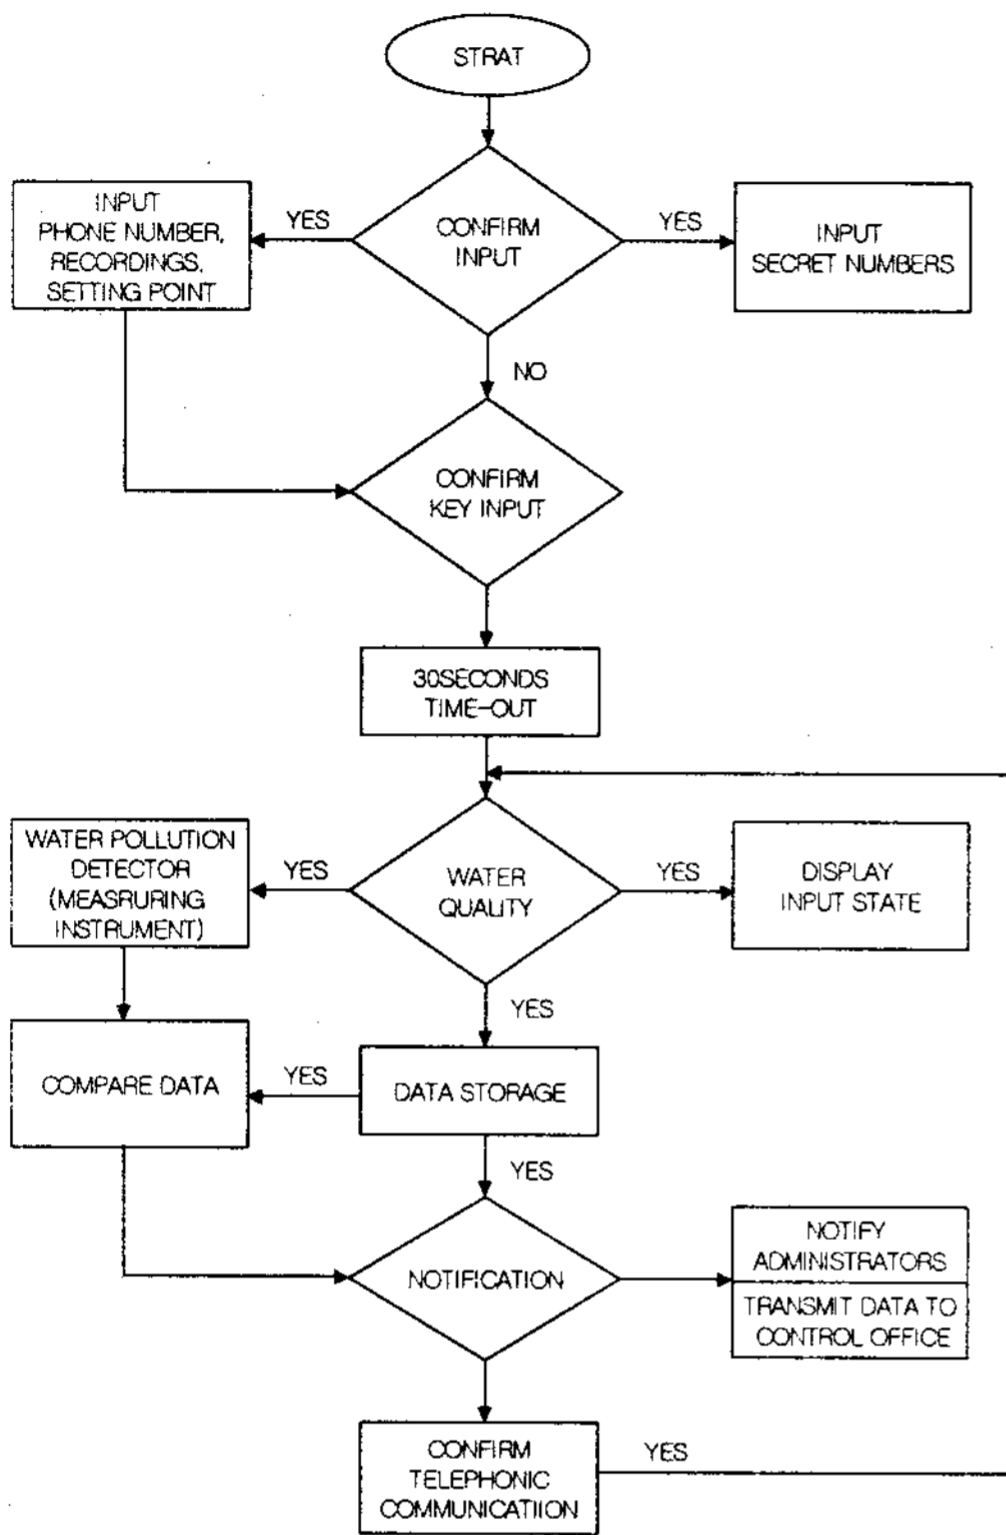 STRAT
INPUT
PHONE NUMBER,
RECORDINGS,
SETTING POINT
YES
CONFIRM
INPUT
YES
INPUT
SECRET NUMBERS
NO
CONFIRM
KEY INPUT
30SECONDS
TIME-OUT
WATER POLLUTION
DETECTOR
(MEASRURING
INSTRUMENT)
YES
WATER
QUALITY
YES
DISPLAY
INPUT STATE
YES
COMPARE DATA
YES
DATA STORAGE
YES
NOTIFICATION
NOTIFY
ADMINISTRATORS
TRANSMIT DATA TO
CONTROL OFFICE
CONFIRM
TELEPHONIC
COMMUNICATIION
YES